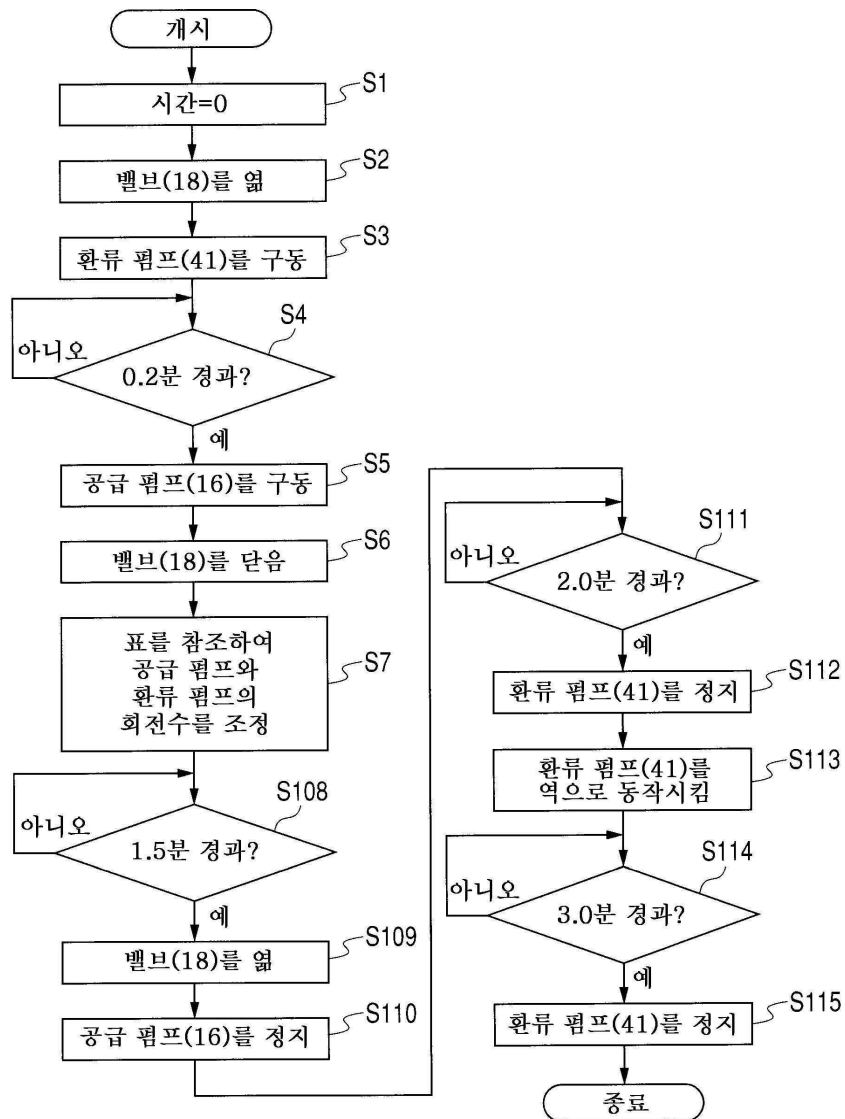 개시
S1
시간=0
S2
밸브(18)를 엶
S3
환류 펌프(41)를 구동
S4
아니오
0.2분 경과?
예
S5
공급 펌프(16)를 구동
S6
밸브(18)를 닫음
S7
표를 참조하여
공급 펌프와
환류 펌프의
회전수를 조정
S108
아니오
1.5분 경과?
예
S109
밸브(18)를 엶
S110
공급 펌프(16)를 정지
S111
아니오
2.0분 경과?
예
S112
환류 펌프(41)를 정지
S113
환류 펌프(41)를
역으로 동작시킴
S114
아니오
3.0분 경과?
예
S115
환류 펌프(41)를 정지
종료